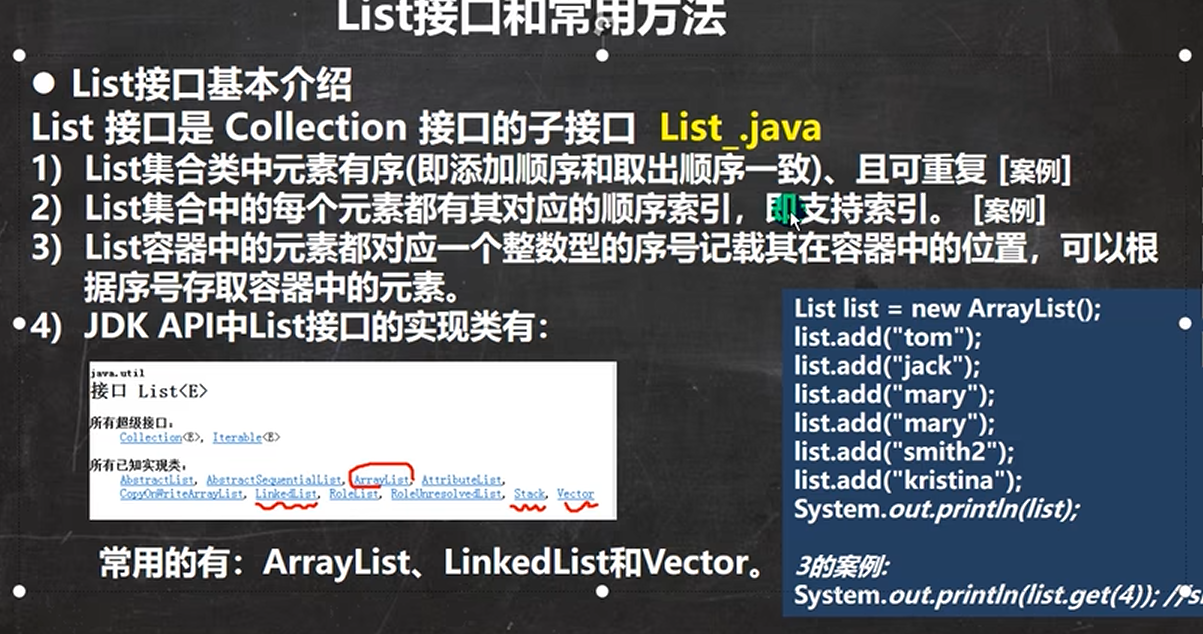 List接口和常用方法
● List接口基本介绍
List 接口是 Collection 接口的子接口 List_.java
1) List集合类中元素有序(即添加顺序和取出顺序一致)、且可重复 [案例]
2) List集合中的每个元素都有其对应的顺序索引，即支持索引。 [案例]
3) List容器中的元素都对应一个整数型的序号记载其在容器中的位置，可以根
据序号存取容器中的元素。
4) JDK API中List接口的实现类有：
java.util
接口 List<E>
所有超级接口：
Collection<E>, Iterable<E>
所有已知实现类：
AbstractList, AbstractSequentialList, ArrayList, AttributeList,
CopyOnWriteArrayList, LinkedList, RoleList, RoleUnresolvedList, Stack, Vector
常用的有：ArrayList、LinkedList和Vector。
List list = new ArrayList();
list.add("tom");
list.add("jack");
list.add("mary");
list.add("mary");
list.add("smith2");
list.add("kristina");
System.out.println(list);
3的案例:
System.out.println(list.get(4)); //